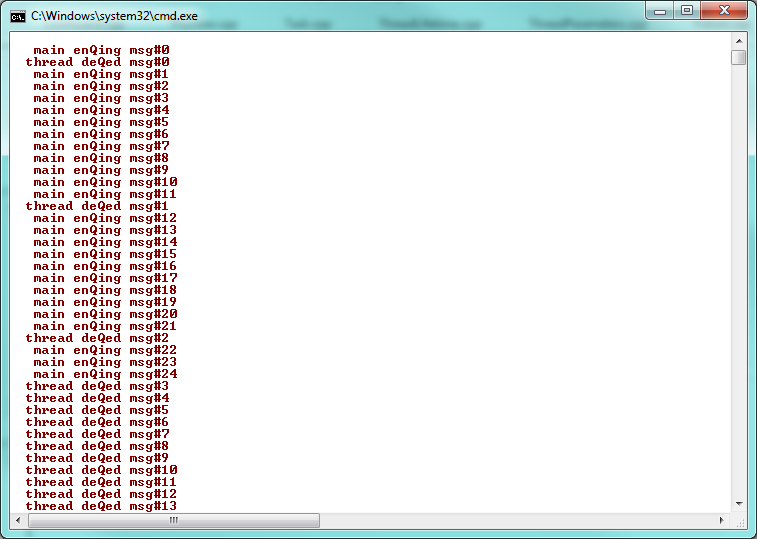 C:\Windows\system32\cmd.exe
main enQing msg#0
thread deQed msg#0
main enQing msg#1
main enQing msg#2
main enQing msg#3
main enQing msg#4
main enQing msg#5
main enQing msg#6
main enQing msg#7
main enQing msg#8
main enQing msg#9
main enQing msg#10
main enQing msg#11
thread deQed msg#1
main enQing msg#12
main enQing msg#13
main enQing msg#14
main enQing msg#15
main enQing msg#16
main enQing msg#17
main enQing msg#18
main enQing msg#19
main enQing msg#20
main enQing msg#21
thread deQed msg#2
main enQing msg#22
main enQing msg#23
main enQing msg#24
thread deQed msg#3
thread deQed msg#4
thread deQed msg#5
thread deQed msg#6
thread deQed msg#7
thread deQed msg#8
thread deQed msg#9
thread deQed msg#10
thread deQed msg#11
thread deQed msg#12
thread deQed msg#13